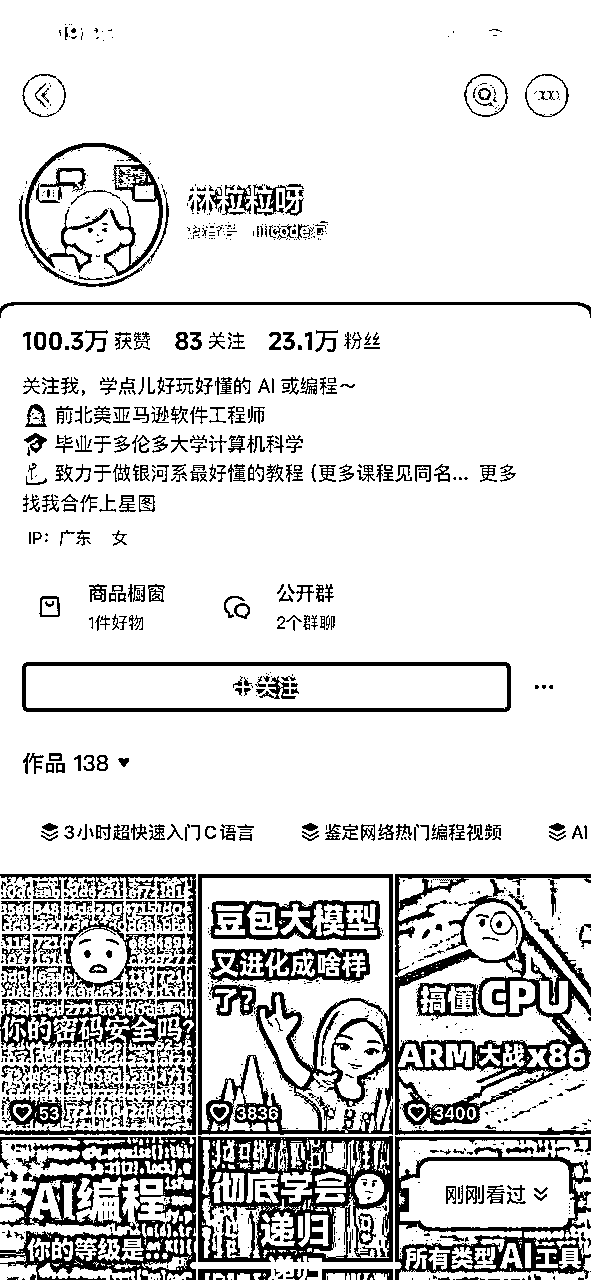 林粒粒呀
100.3万 获赞 83 关注 23.1万 粉丝
关注我，学点儿好玩好懂的 AI 或编程～
前北美亚马逊软件工程师
毕业于多伦多大学计算机科学
致力于做银河系最好懂的教程 (更多课程见同名... 更多
找我合作上星图
IP：广东 女
商品橱窗
1件好物
公开群
2个群聊
+关注
作品 138
3小时超快速入门C语言 鉴定网络热门编程视频 AI
你的密码安全吗?
53
豆包大模型
又进化成啥样
了?
3836
搞懂CPU
ARM大战x86
3400
AI编程
你的等级是...
彻底学会
递归
刚刚看过
所有类型AI工具